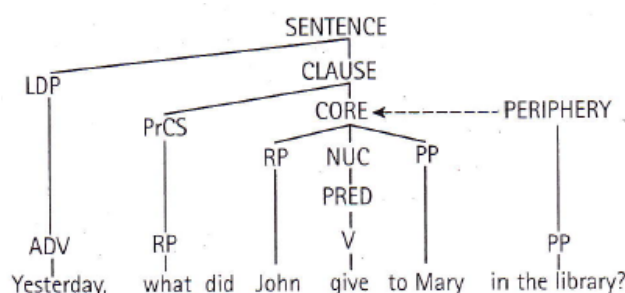 SENTENCE
LDP
CLAUSE
PrCS
CORE
PERIPHERY
RP NUC PP
PRED
ADV RP V PP
Yesterday, what did John give to Mary in the library?